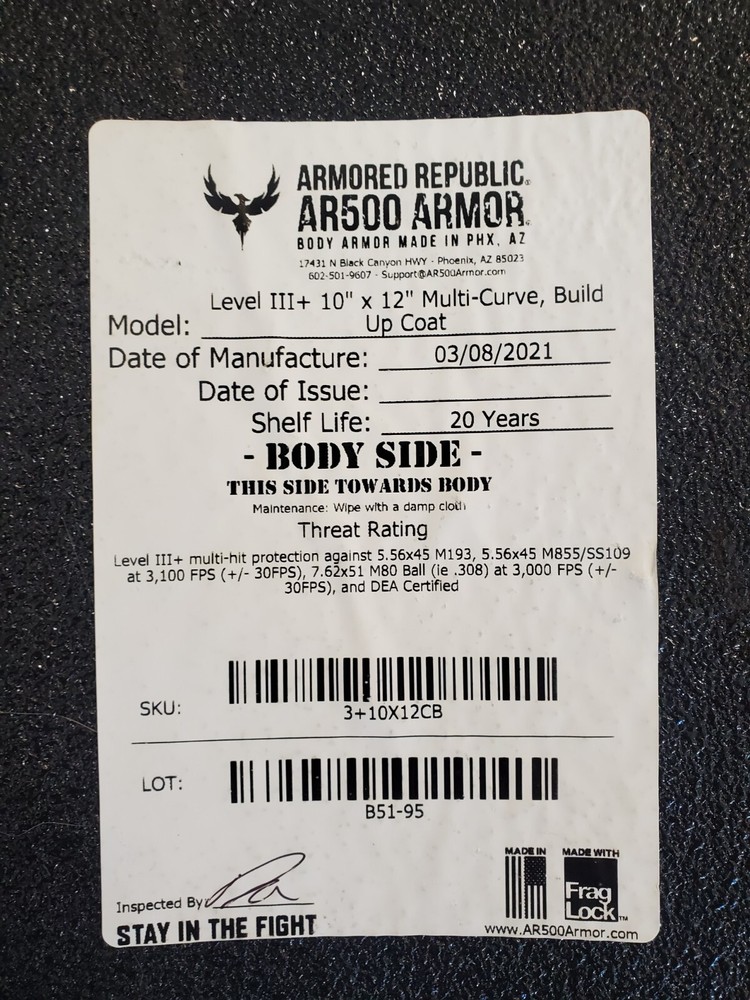 ARMORED REPUBLIC®
AR500 ARMOR®
BODY ARMOR MADE IN PHX, AZ
17431 N Black Canyon HWY · Phoenix, AZ 85023
602-501-9607 · Support@AR500Armor.com
Level III+ 10" x 12" Multi-Curve, Build
Model: Up Coat
Date of Manufacture: 03/08/2021
Date of Issue:
Shelf Life: 20 Years
- BODY SIDE -
THIS SIDE TOWARDS BODY
Maintenance: Wipe with a damp cloth
Threat Rating
Level III+ multi-hit protection against 5.56x45 M193, 5.56x45 M855/SS109
at 3,100 FPS (+/- 30FPS), 7.62x51 M80 Ball (ie .308) at 3,000 FPS (+/-
30FPS), and DEA Certified
SKU:
3+10X12CB
LOT:
B51-95
Inspected By
STAY IN THE FIGHT
MADE IN
MADE WITH
Frag
Lock™
www.AR500Armor.com